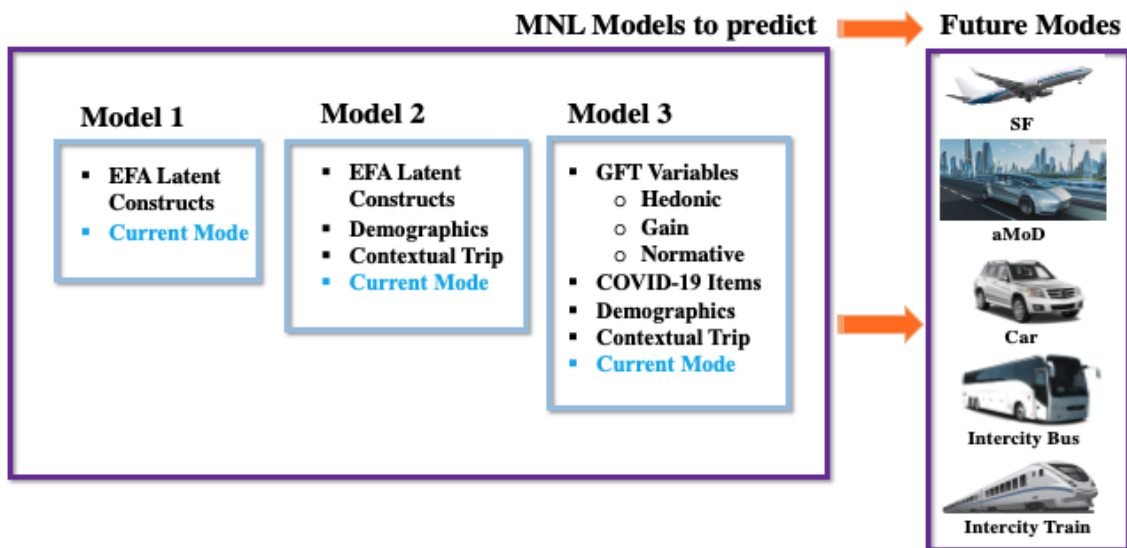 MNL Models to predict
Future Modes
Model 1
▪ EFA Latent
Constructs
▪ Current Mode
Model 2
▪ EFA Latent
Constructs
▪ Demographics
▪ Contextual Trip
▪ Current Mode
Model 3
▪ GFT Variables
o Hedonic
o Gain
o Normative
▪ COVID-19 Items
▪ Demographics
▪ Contextual Trip
▪ Current Mode
SF
aMoD
Car
Intercity Bus
Intercity Train